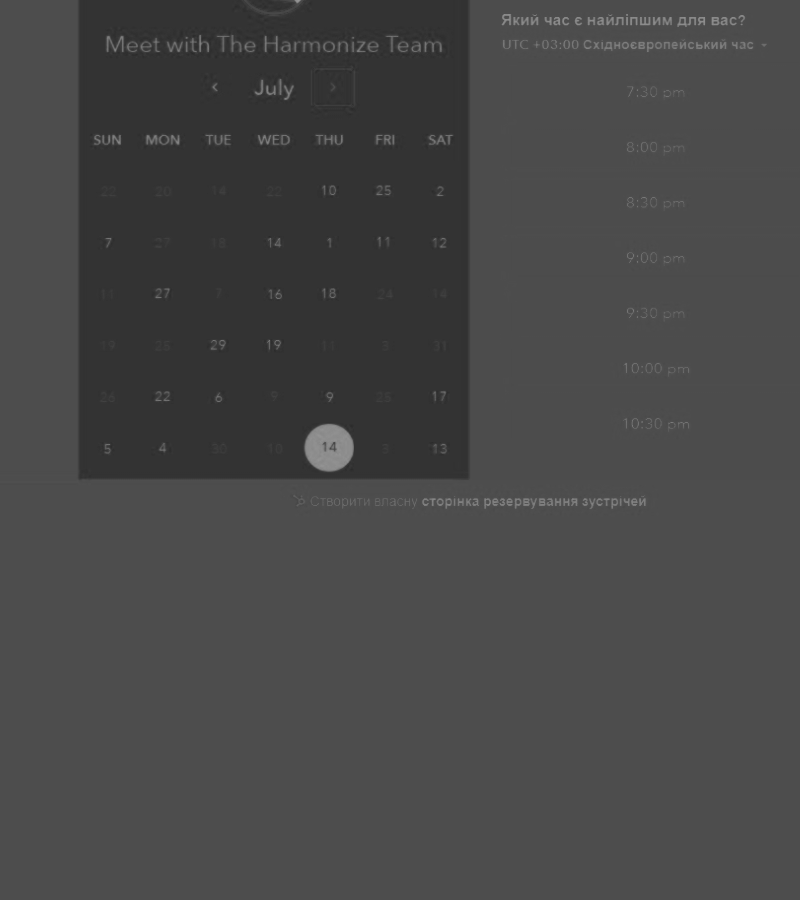 Meet with The Harmonize Team
July
SUN MON TUE WED THU FRI SAT
22 20 14 22 10 25 2
7 27 18 14 1 11 12
11 27 7 16 18 24 14
19 25 29 19 11 5 31
26 22 6 9 9 25 17
5 4 30 10 14 3 13
Який час є найліпшим для вас?
UTC +03:00 Східноєвропейський час
7:30 pm
8:00 pm
8:30 pm
9:00 pm
9:30 pm
10:00 pm
10:30 pm
Створити власну сторінка резервування зустрічей